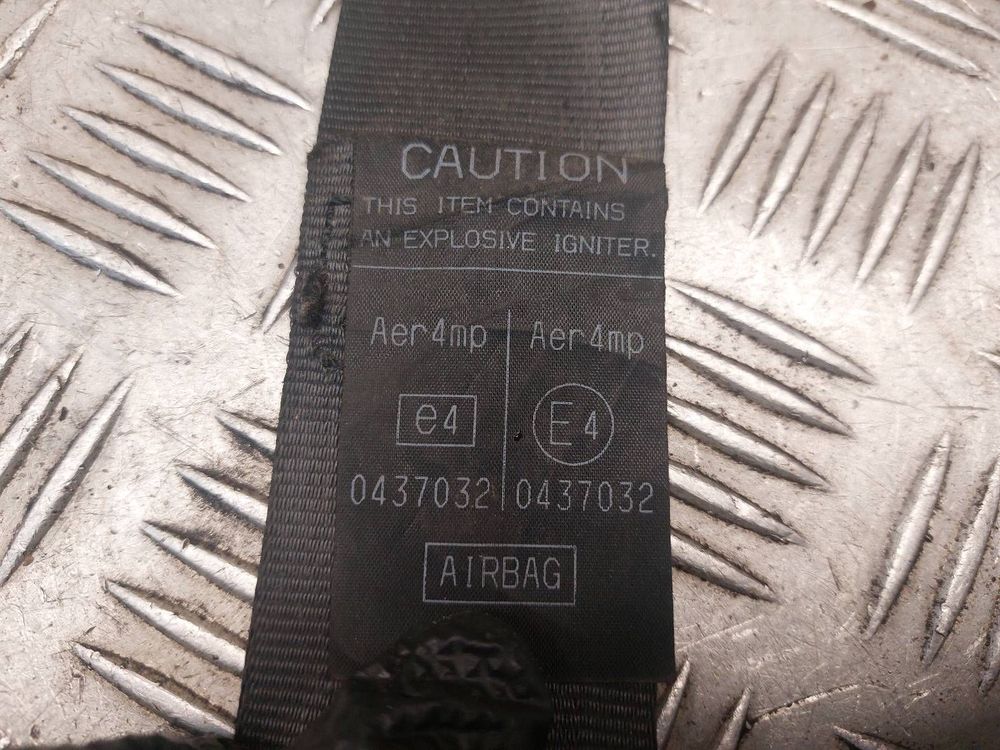 CAUTION
THIS ITEM CONTAINS
AN EXPLOSIVE IGNITER.
Aer4mp Aer4mp
e4 E4
0437032 0437032
AIRBAG